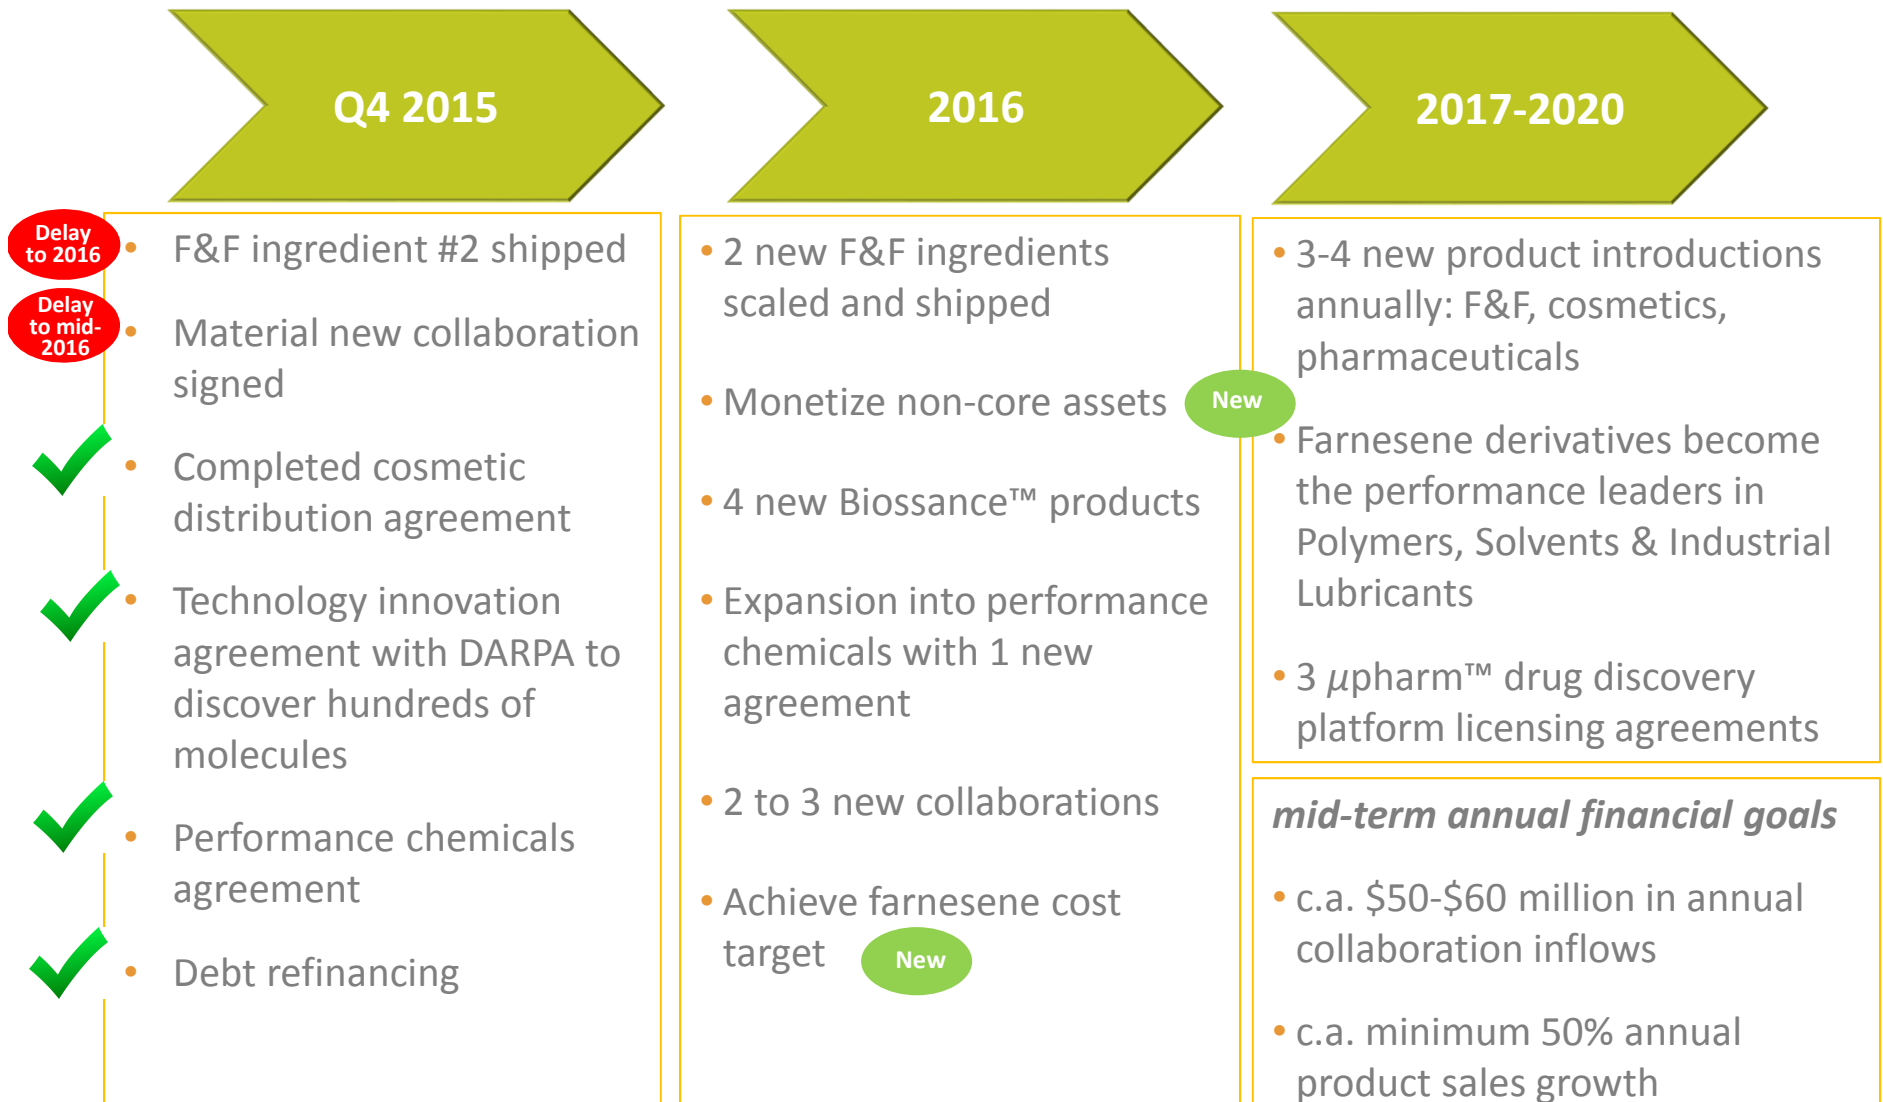 Q4 2015
2016
2017-2020
Delay
to 2016
• F&F ingredient #2 shipped
Delay
to mid-
2016
• Material new collaboration
signed
• Completed cosmetic
distribution agreement
• Technology innovation
agreement with DARPA to
discover hundreds of
molecules
• Performance chemicals
agreement
• Debt refinancing
• 2 new F&F ingredients
scaled and shipped
• Monetize non-core assets
New
• 4 new Biossance™ products
• Expansion into performance
chemicals with 1 new
agreement
• 2 to 3 new collaborations
• Achieve farnesene cost
target
New
• 3-4 new product introductions
annually: F&F, cosmetics,
pharmaceuticals
• Farnesene derivatives become
the performance leaders in
Polymers, Solvents & Industrial
Lubricants
• 3 μpharm™ drug discovery
platform licensing agreements
mid-term annual financial goals
• c.a. $50-$60 million in annual
collaboration inflows
• c.a. minimum 50% annual
product sales growth